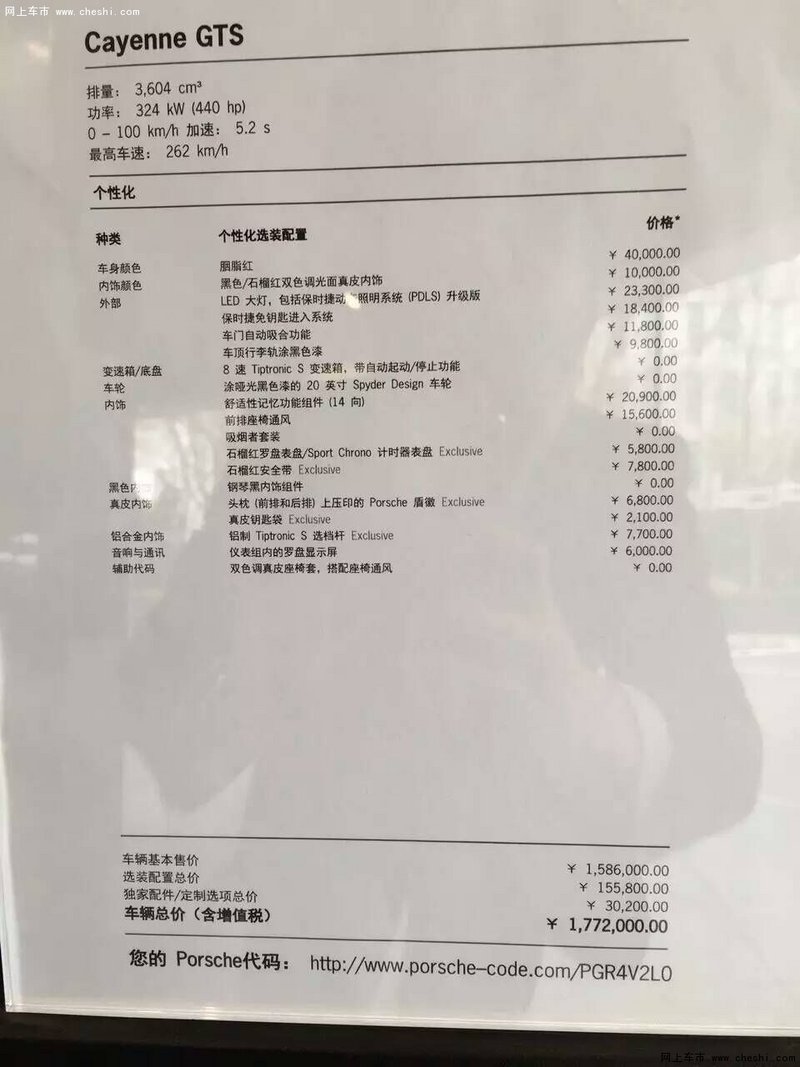 网上车市 www.cheshi.com
Cayenne GTS
排量： 3,604 cm³
功率： 324 kW (440 hp)
0 – 100 km/h 加速： 5.2 s
最高车速： 262 km/h
个性化
种类 个性化选装配置 价格*
车身颜色 胭脂红 ¥ 40,000.00
内饰颜色 黑色/石榴红双色调光面真皮内饰 ¥ 10,000.00
外部 LED 大灯，包括保时捷动 照明系统 (PDLS) 升级版 ¥ 23,300.00
保时捷免钥匙进入系统 ¥ 18,400.00
车门自动吸合功能 ¥ 11,800.00
车顶行李轨涂黑色漆 ¥ 9,800.00
变速箱/底盘 8 速 Tiptronic S 变速箱，带自动起动/停止功能 ¥ 0.00
车轮 涂哑光黑色漆的 20 英寸 Spyder Design 车轮 ¥ 0.00
内饰 舒适性记忆功能组件 (14 向) ¥ 20,900.00
前排座椅通风 ¥ 15,600.00
吸烟者套装 ¥ 0.00
石榴红罗盘表盘/Sport Chrono 计时器表盘 Exclusive ¥ 5,800.00
石榴红安全带 Exclusive ¥ 7,800.00
黑色内 钢琴黑内饰组件 ¥ 0.00
真皮内饰 头枕 (前排和后排) 上压印的 Porsche 盾徽 Exclusive ¥ 6,800.00
真皮钥匙袋 Exclusive ¥ 2,100.00
铝合金内饰 铝制 Tiptronic S 选档杆 Exclusive ¥ 7,700.00
音响与通讯 仪表组内的罗盘显示屏 ¥ 6,000.00
辅助代码 双色调真皮座椅套，搭配座椅通风 ¥ 0.00
车辆基本售价 ¥ 1,586,000.00
选装配置总价 ¥ 155,800.00
独家配件/定制选项总价 ¥ 30,200.00
车辆总价（含增值税） ¥ 1,772,000.00
您的 Porsche代码： http://www.porsche-code.com/PGR4V2L0
网上车市 www.cheshi.com